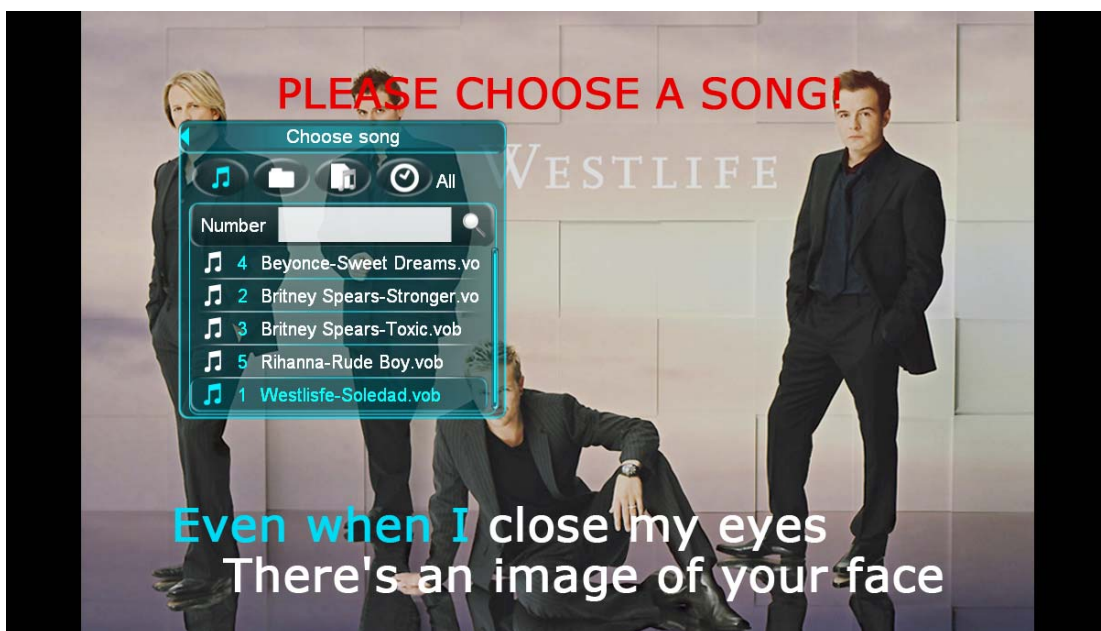 PLEASE CHOOSE A SONG!
Choose song
WESTLIFE
All
Number
4 Beyonce-Sweet Dreams.vo
2 Britney Spears-Stronger.vo
3 Britney Spears-Toxic.vob
5 Rihanna-Rude Boy.vob
1 Westlisfe-Soledad.vob
Even when I close my eyes
There's an image of your face